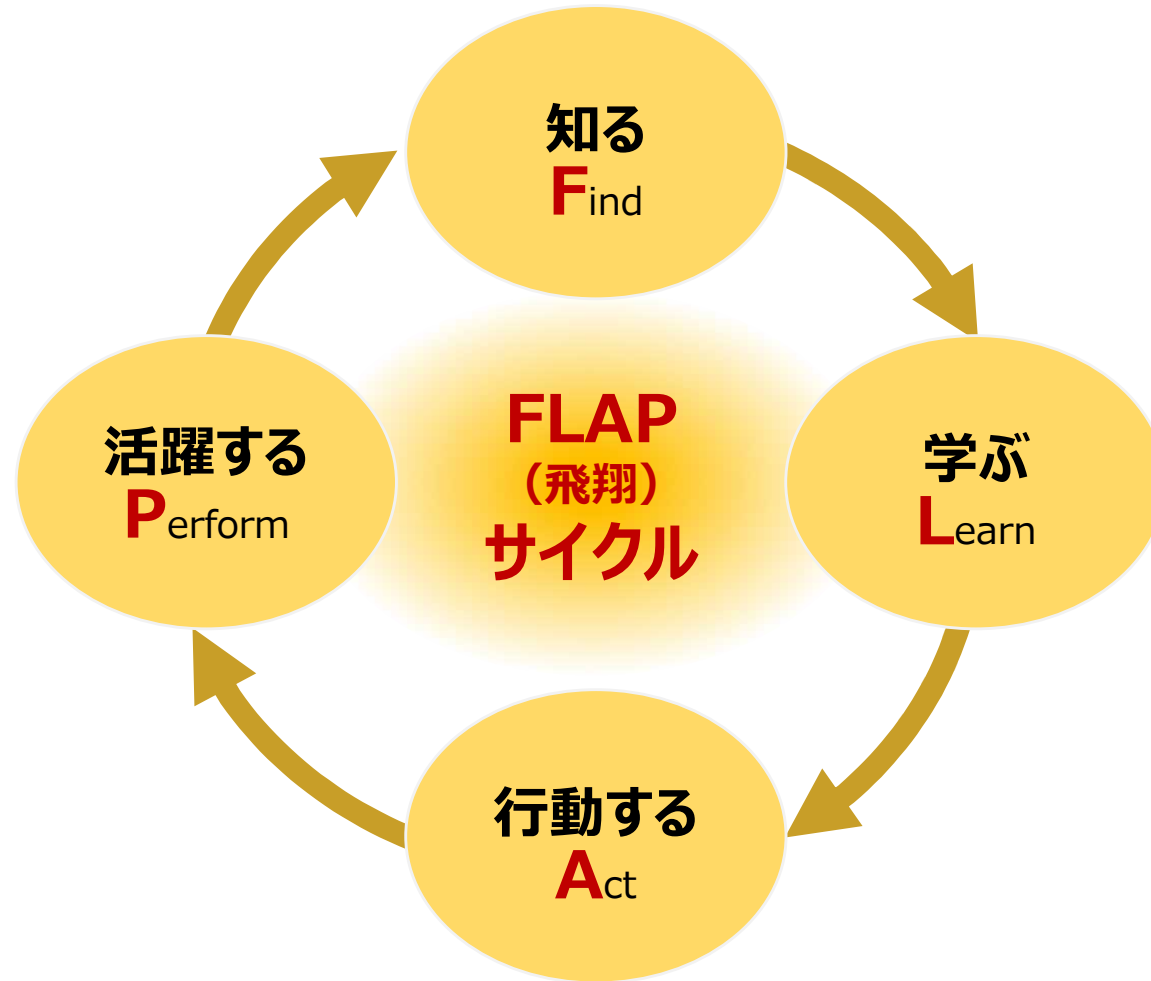 知る
Find
学ぶ
Learn
行動する
Act
活躍する
Perform
FLAP
（飛翔）
サイクル